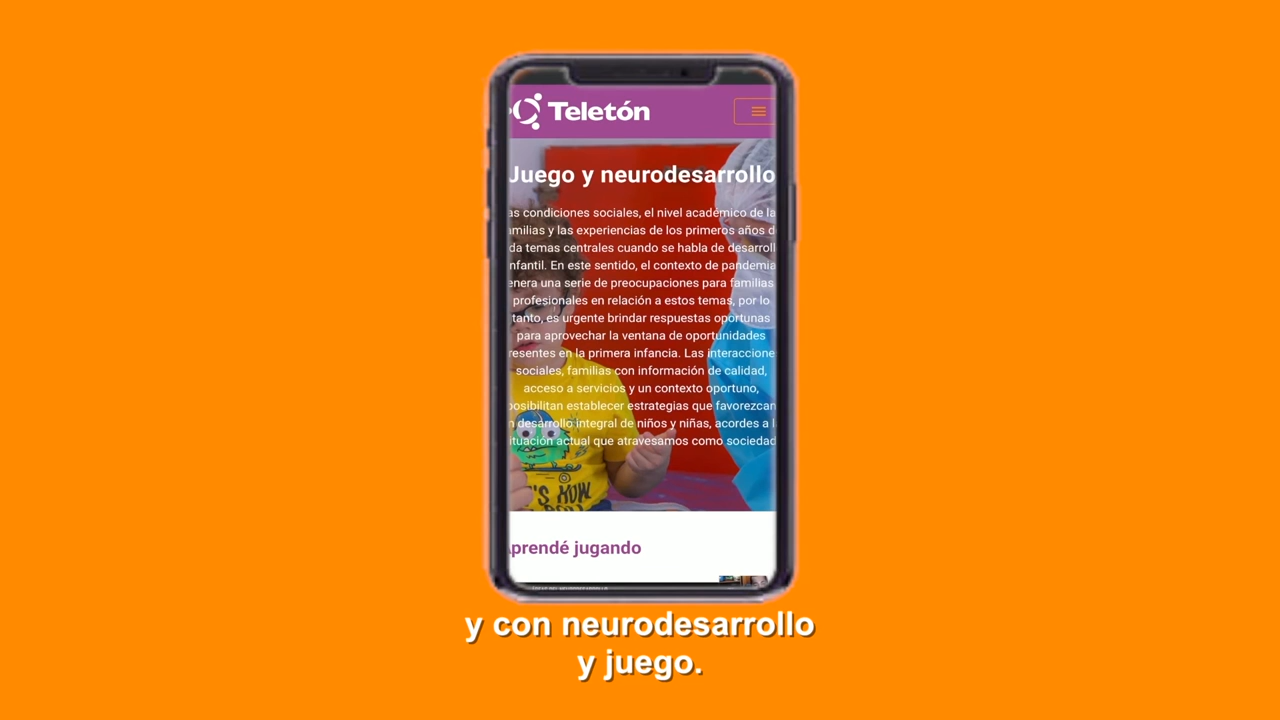 Teletón
Juego y neurodesarrollo
as condiciones sociales, el nivel académico de la
milias y las experiencias de los primeros años d
da temas centrales cuando se habla de desarroll
nfantil. En este sentido, el contexto de pandemia
enera una serie de preocupaciones para familias
profesionales en relación a estos temas, por lo
tanto, es urgente brindar respuestas oportunas
para aprovechar la ventana de oportunidades
resentes en la primera infancia. Las interaccione
sociales, familias con información de calidad,
acceso a servicios y un contexto oportuno,
posibilitan establecer estrategias que favorezcan
n desarrollo integral de niños y niñas, acordes a l
ituación actual que atravesamos como sociedad
Aprendé jugando
y con neurodesarrollo
y juego.